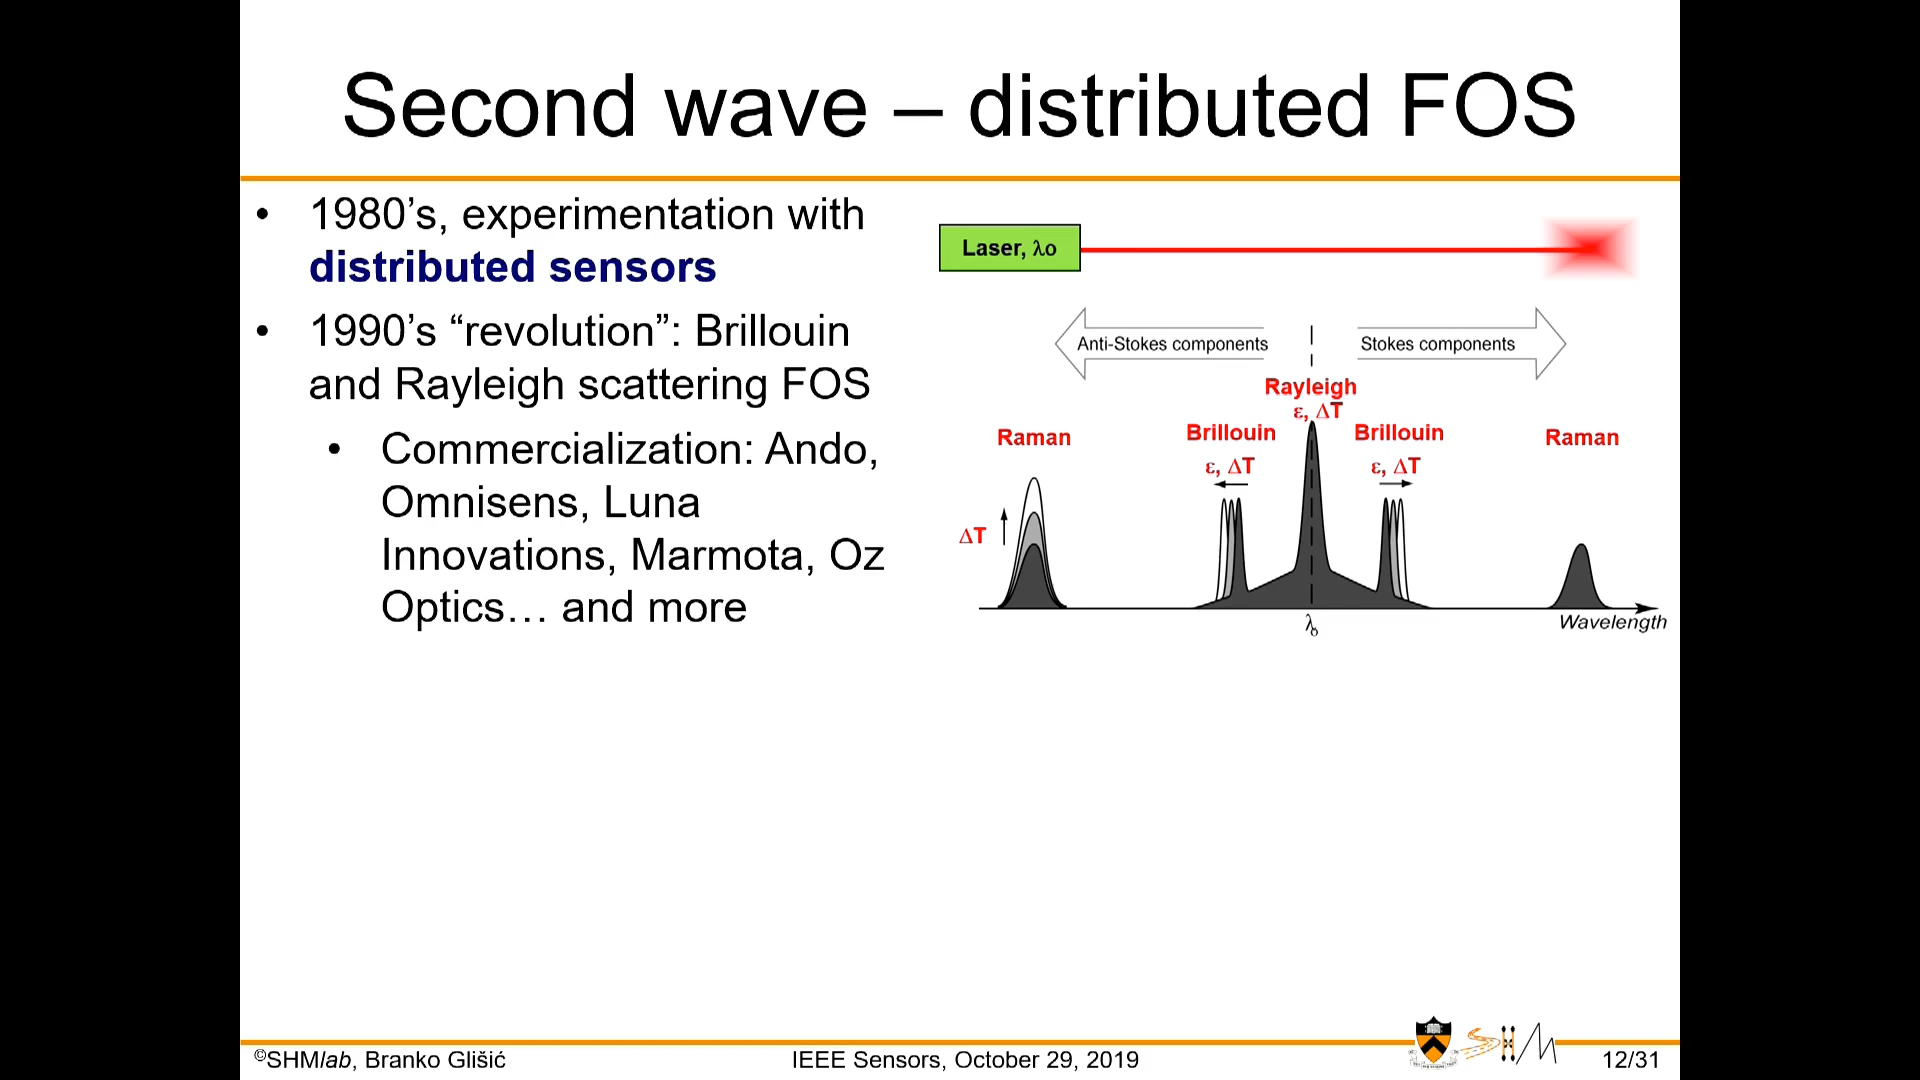 Second wave – distributed FOS
• 1980’s, experimentation with
distributed sensors
• 1990’s “revolution”: Brillouin
and Rayleigh scattering FOS
• Commercialization: Ando,
Omnisens, Luna
Innovations, Marmota, Oz
Optics… and more
Laser, λo
Anti-Stokes components
Stokes components
Rayleigh
ε, ΔT
Raman
Brillouin
Brillouin
Raman
ε, ΔT
ε, ΔT
ΔT
λo
Wavelength
©SHMlab, Branko Glišić
IEEE Sensors, October 29, 2019
SHM
12/31